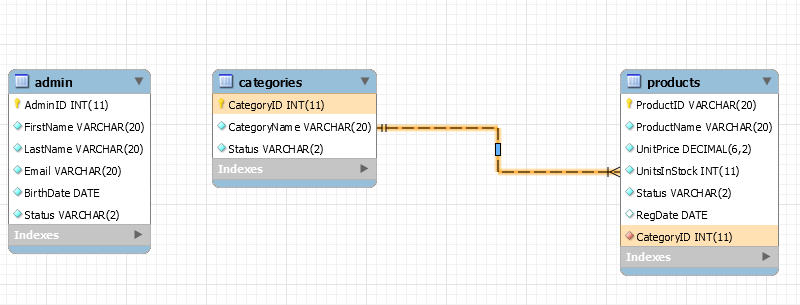 admin
AdminID INT(11)
FirstName VARCHAR(20)
LastName VARCHAR(20)
Email VARCHAR(20)
BirthDate DATE
Status VARCHAR(2)
Indexes
categories
CategoryID INT(11)
CategoryName VARCHAR(20)
Status VARCHAR(2)
Indexes
products
ProductID VARCHAR(20)
ProductName VARCHAR(20)
UnitPrice DECIMAL(6,2)
UnitsInStock INT(11)
Status VARCHAR(2)
RegDate DATE
CategoryID INT(11)
Indexes